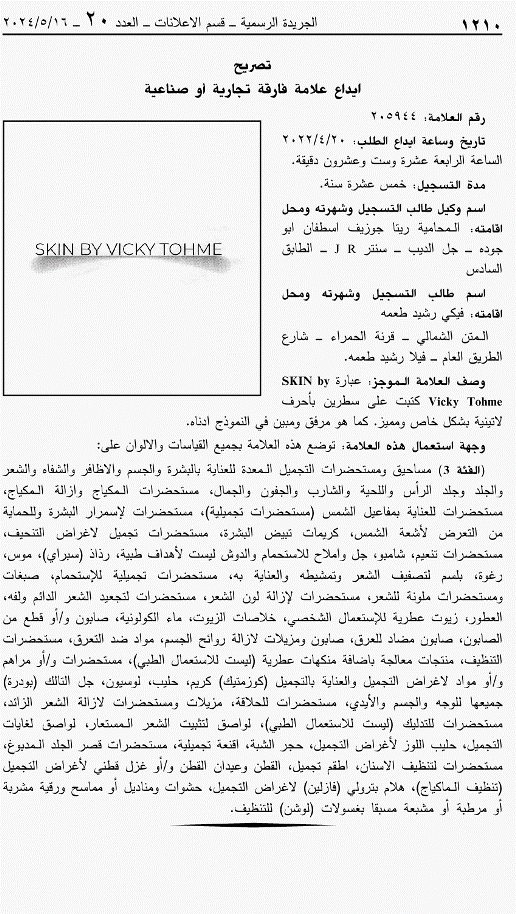 ١٢١٠
الجريدة الرسمية ـ قسم الاعلانات ـ العدد ٢٠ ـ ٢٠٢٤/٥/١٦
تصريح
ايداع علامة فارقة تجارية أو صناعية
رقم العلامة: ٢٠٥٩٤٤
تاريخ وساعة ايداع الطلب: ٢٠٢٢/٤/٢٠
الساعة الرابعة عشرة وست وعشرون دقيقة.
مدة التسجيل: خمس عشرة سنة.
اسم وكيل طالب التسجيل وشهرته ومحل
اقامته: الـمحامية ريتا جوزيف اسطفان ابو
جوده ـ جل الديب ـ سنتر J R ـ الطابق
السادس
اسم طالب التسجيل وشهرته ومحل
اقامته: فيكي رشيد طعمه
الـمتن الشمالي ـ قرنة الحمراء ـ شارع
الطريق العام ـ فيلا رشيد طعمه.
وصف العلامة الـموجز: عبارة SKIN by
Vicky Tohme كتبت على سطرين بأحرف
لاتينية بشكل خاص ومميز. كما هو مرفق ومبين في النموذج ادناه.
SKIN BY VICKY TOHME
وجهة استعمال هذه العلامة: توضع هذه العلامة بجميع القياسات والالوان على:
(الفئة 3) مساحيق ومستحضرات التجميل الـمعدة للعناية بالبشرة والجسم والاظافر والشفاه والشعر
والجلد وجلد الرأس واللحية والشارب والجفون والجمال، مستحضرات الـمكياج وازالة الـمكياج،
مستحضرات للعناية بمفاعيل الشمس (مستحضرات تجميلية)، مستحضرات لإسمرار البشرة وللحماية
من التعرض لأشعة الشمس، كريمات تبيض البشرة، مستحضرات تجميل لاغراض التنحيف،
مستحضرات تنعيم، شامبو، جل واملاح للاستحمام والدوش ليست لأهداف طبية، رذاذ (سبراي)، موس،
رغوة، بلسم لتصفيف الشعر وتمشيطه والعناية به، مستحضرات تجميلية للإستحمام، صبغات
ومستحضرات ملونة للشعر، مستحضرات لإزالة لون الشعر، مستحضرات لتجعيد الشعر الدائم ولفه،
العطور، زيوت عطرية للإستعمال الشخصي، خلاصات الزيوت، ماء الكولونية، صابون و/أو قطع من
الصابون، صابون مضاد للعرق، صابون ومزيلات لازالة روائح الجسم، مواد ضد التعرق، مستحضرات
التنظيف، منتجات معالجة باضافة منكهات عطرية (ليست للاستعمال الطبي)، مستحضرات و/أو مراهم
و/أو مواد لاغراض التجميل والعناية بالتجميل (كوزمتيك) كريم، حليب، لوسيون، جل التالك (بودرة)
جميعها للوجه والجسم والأيدي، مستحضرات للحلاقة، مزيلات ومستحضرات لازالة الشعر الزائد،
مستحضرات للتدليك (ليست للاستعمال الطبي)، لواصق لتثبيت الشعر الـمستعار، لواصق لغايات
التجميل، حليب اللوز لأغراض التجميل، حجر الشبة، اقنعة تجميلية، مستحضرات قصر الجلد الـمدبوغ،
مستحضرات لتنظيف الاسنان، اطقم تجميل، القطن وعيدان القطن و/أو غزل قطني لأغراض التجميل
(تنظيف الـماكياج)، هلام بترولي (فازلين) لاغراض التجميل، حشوات ومناديل أو مماسح ورقية مشربة
أو مرطبة أو مشبعة مسبقا بغسولات (لوشن) للتنظيف.